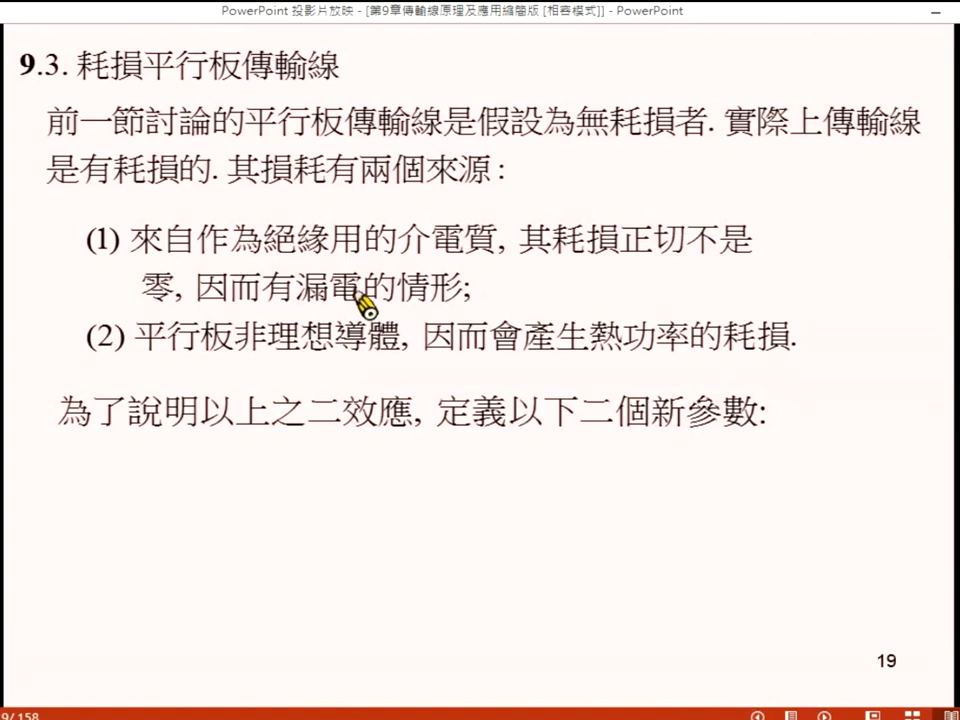 PowerPoint 投影片放映 - [第9章傳輸線原理及應用縮簡版 [相容模式]] - PowerPoint
9.3. 耗損平行板傳輸線
前一節討論的平行板傳輸線是假設為無耗損者. 實際上傳輸線
是有耗損的. 其損耗有兩個來源:
(1) 來自作為絕緣用的介電質, 其耗損正切不是
零, 因而有漏電的情形;
(2) 平行板非理想導體, 因而會產生熱功率的耗損.
為了說明以上之二效應, 定義以下二個新參數:
19
9/158